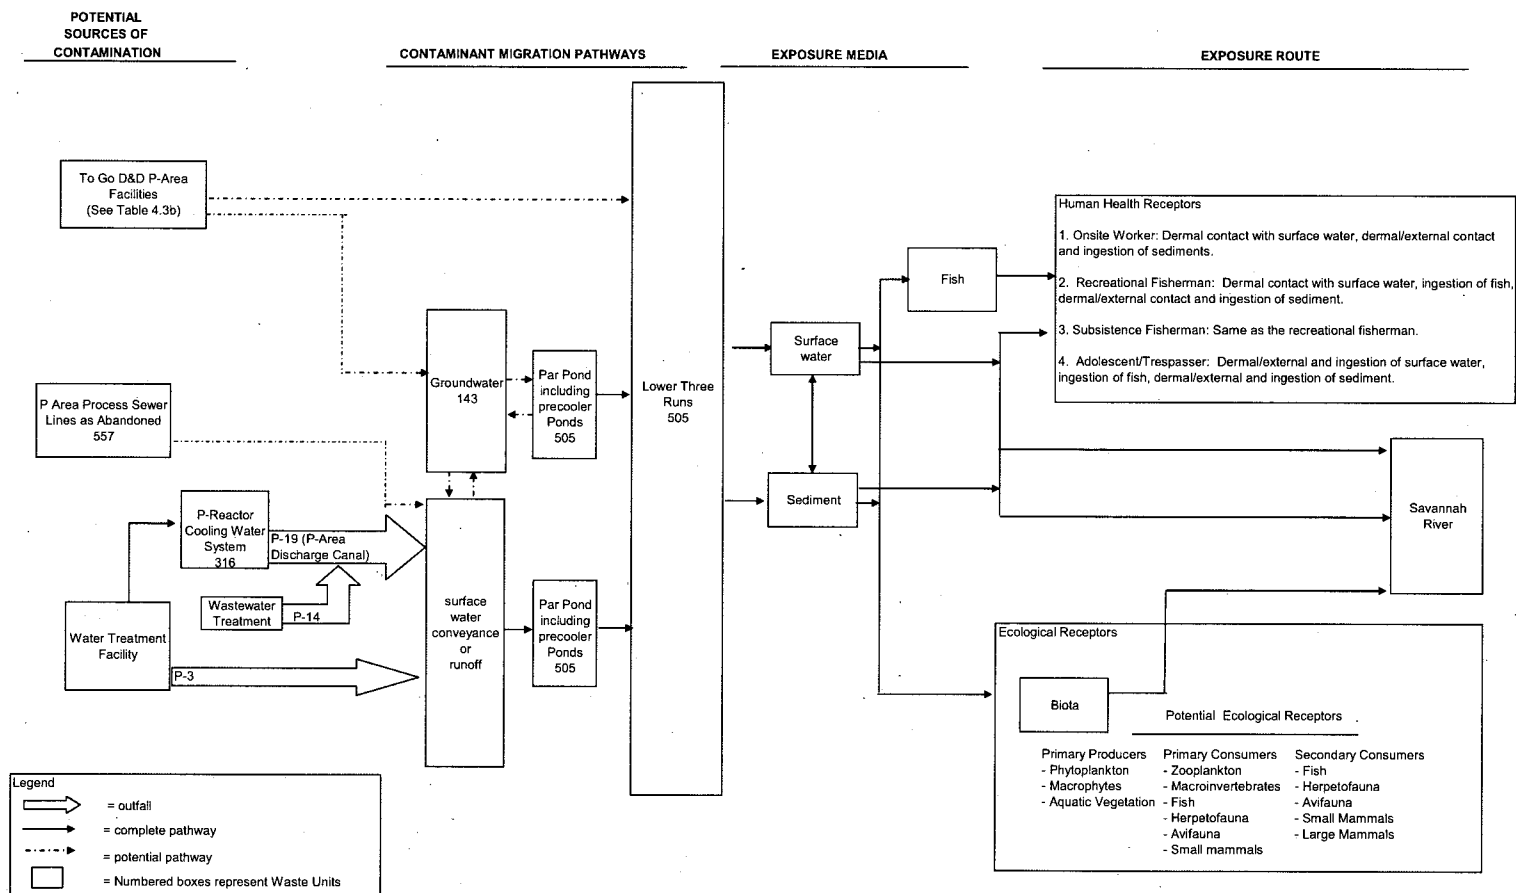 POTENTIAL
SOURCES OF
CONTAMINATION
CONTAMINANT MIGRATION PATHWAYS
EXPOSURE MEDIA
EXPOSURE ROUTE
To Go D&D P-Area
Facilities
(See Table 4.3b)
P Area Process Sewer
Lines as Abandoned
557
P-Reactor
Cooling Water
System
316
P-19 (P-Area
Discharge Canal)
Wastewater
Treatment
P-14
Water Treatment
Facility
P-3
Groundwater
143
Par Pond
including
precooler
Ponds
505
surface
water
conveyance
or
runoff
Par Pond
including
precooler
Ponds
505
Lower Three
Runs
505
Surface
water
Sediment
Fish
Human Health Receptors
1. Onsite Worker: Dermal contact with surface water, dermal/external contact
and ingestion of sediments.
2. Recreational Fisherman: Dermal contact with surface water, ingestion of fish,
dermal/external contact and ingestion of sediment.
3. Subsistence Fisherman: Same as the recreational fisherman.
4. Adolescent/Trespasser: Dermal/external and ingestion of surface water,
ingestion of fish, dermal/external and ingestion of sediment.
Savannah
River
Ecological Receptors
Biota
Potential Ecological Receptors
Primary Producers
- Phytoplankton
- Macrophytes
- Aquatic Vegetation
Primary Consumers
- Zooplankton
- Macroinvertebrates
- Fish
- Herpetofauna
- Avifauna
- Small mammals
Secondary Consumers
- Fish
- Herpetofauna
- Avifauna
- Small Mammals
- Large Mammals
Legend
= outfall
= complete pathway
= potential pathway
= Numbered boxes represent Waste Units